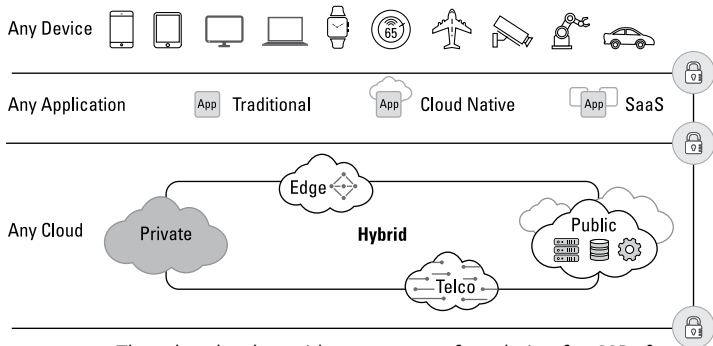 Any Device
65
Any Application
App Traditional
App Cloud Native
App SaaS
Edge
Any Cloud
Private
Hybrid
Public
Telco